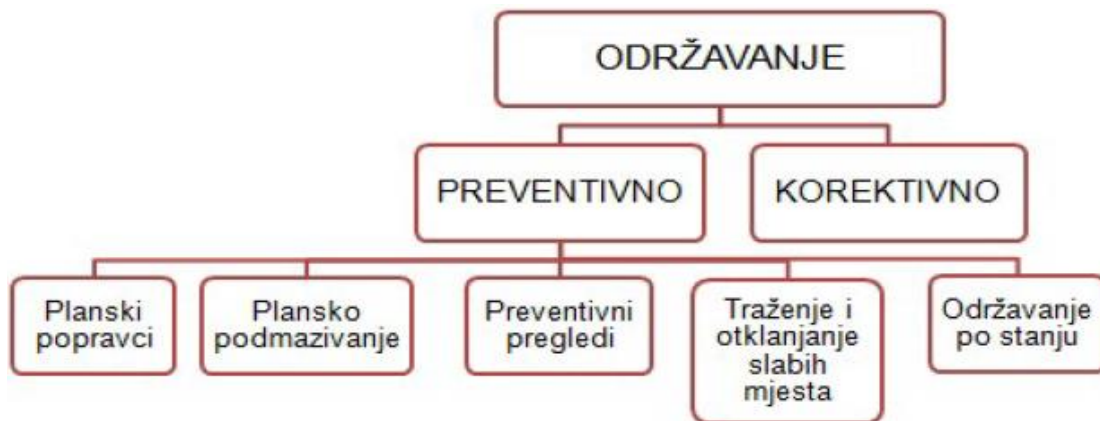 ODRŽAVANJE
PREVENTIVNO
KOREKTIVNO
Planski
popravci
Plansko
podmazivanje
Preventivni
pregledi
Traženje i
otklanjanje
slabih
mjesta
Održavanje
po stanju